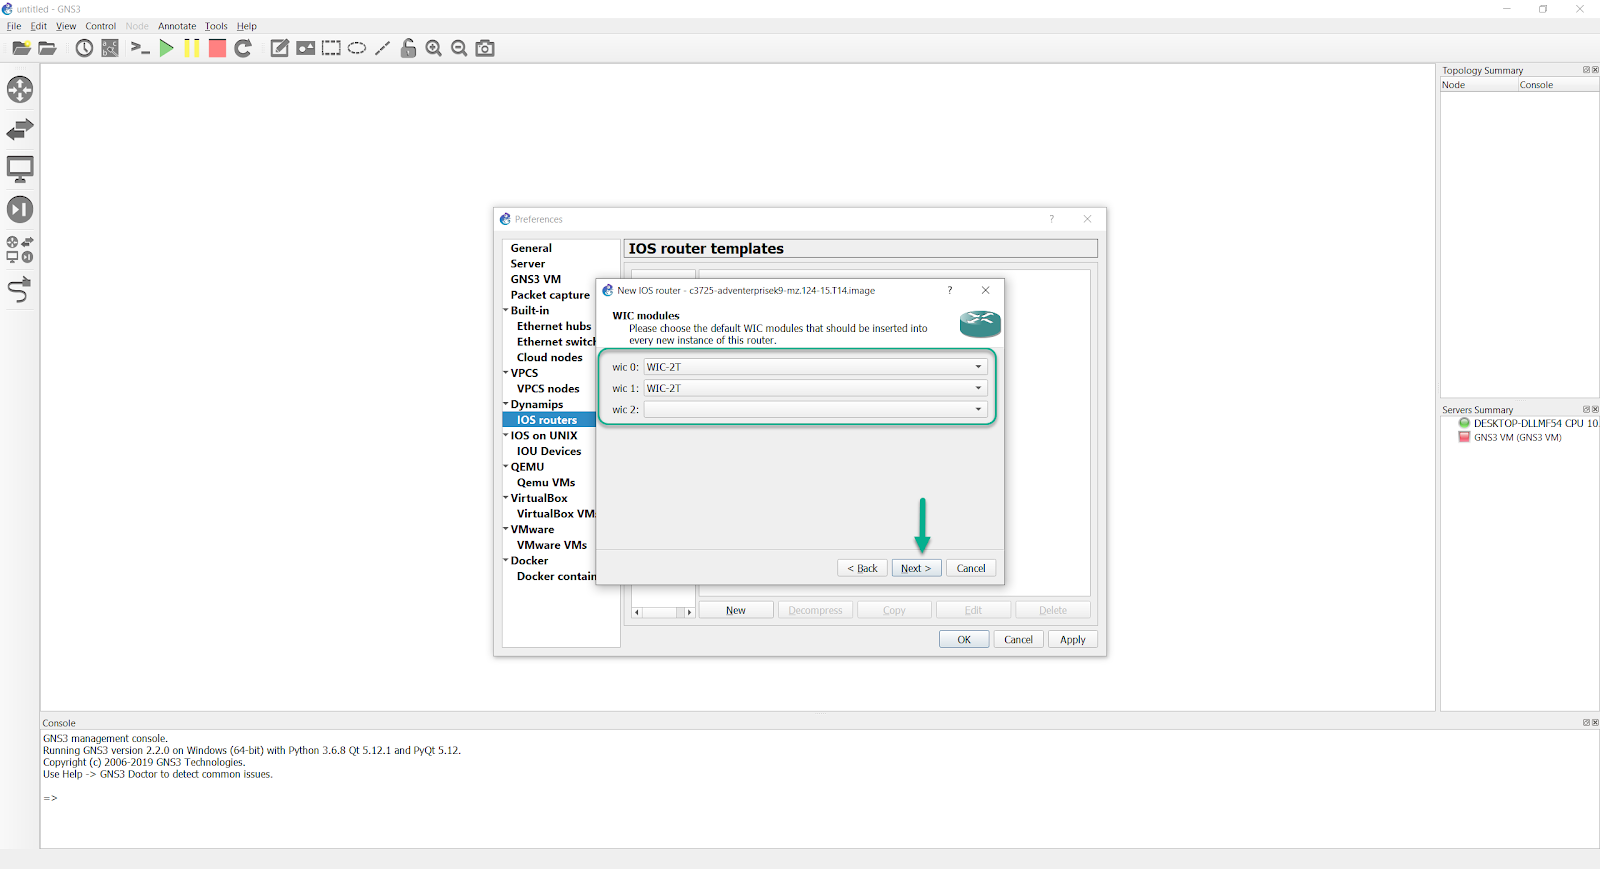 untitled - GNS3
File Edit View Control Node Annotate Tools Help
Topology Summary
Node Console
Preferences
General
Server
GNS3 VM
Packet capture
Built-in
Ethernet hubs
Ethernet switch
Cloud nodes
VPCS
VPCS nodes
Dynamips
IOS routers
IOS on UNIX
IOU Devices
QEMU
Qemu VMs
VirtualBox
VirtualBox VM
VMware
VMware VMs
Docker
Docker contain
IOS router templates
New IOS router - c3725-adventerprisek9-mz.124-15.T14.image
WIC modules
Please choose the default WIC modules that should be inserted into
every new instance of this router.
wic 0: WIC-2T
wic 1: WIC-2T
wic 2:
< Back Next > Cancel
New Decompress Copy Edit Delete
OK Cancel Apply
Servers Summary
DESKTOP-DLLMF54 CPU 10
GNS3 VM (GNS3 VM)
Console
GNS3 management console.
Running GNS3 version 2.2.0 on Windows (64-bit) with Python 3.6.8 Qt 5.12.1 and PyQt 5.12.
Copyright (c) 2006-2019 GNS3 Technologies.
Use Help -> GNS3 Doctor to detect common issues.
=>